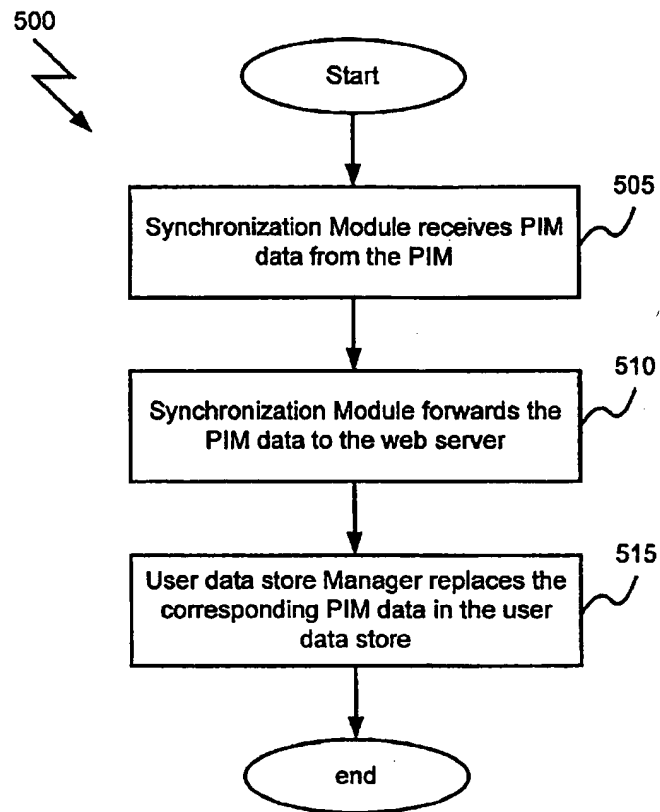 500
Start
505
Synchronization Module receives PIM
data from the PIM
510
Synchronization Module forwards the
PIM data to the web server
515
User data store Manager replaces the
corresponding PIM data in the user
data store
end